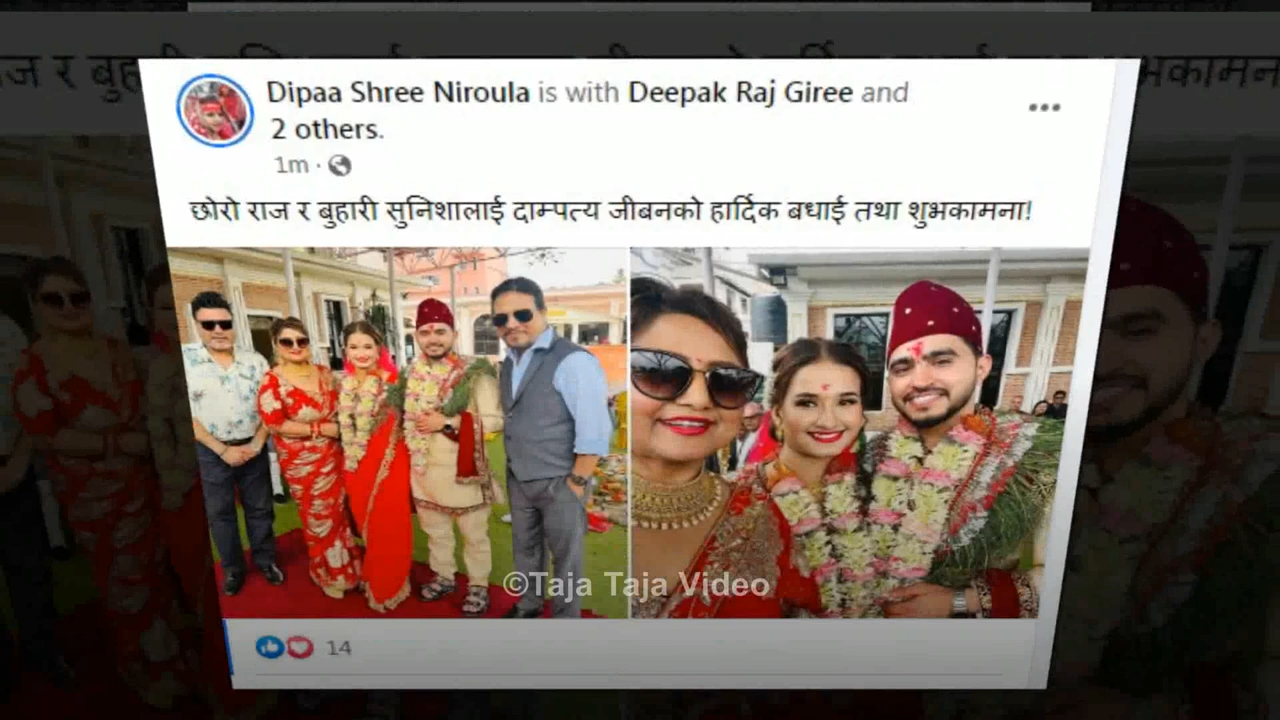 Dipaa Shree Niroula is with Deepak Raj Giree and
2 others.
1m ·
छोरो राज र बुहारी सुनिशालाई दाम्पत्य जीबनको हार्दिक बधाई तथा शुभकामना!
©Taja Taja Video
14